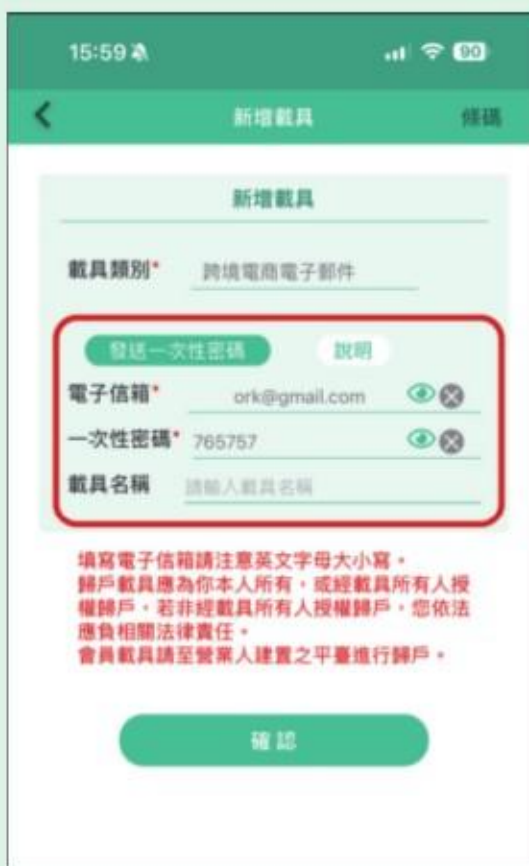 15:59
90
新增載具 條碼
新增載具
載具類別* 跨境電商電子郵件
發送一次性密碼 說明
電子信箱* ork@gmail.com
一次性密碼* 765757
載具名稱 請輸入載具名稱
填寫電子信箱請注意英文字母大小寫。
歸戶載具應為你本人所有,或經載具所有人授
權歸戶,若非經載具所有人授權歸戶,您依法
應負相關法律責任。
會員載具請至營業人建置之平臺進行歸戶。
確認